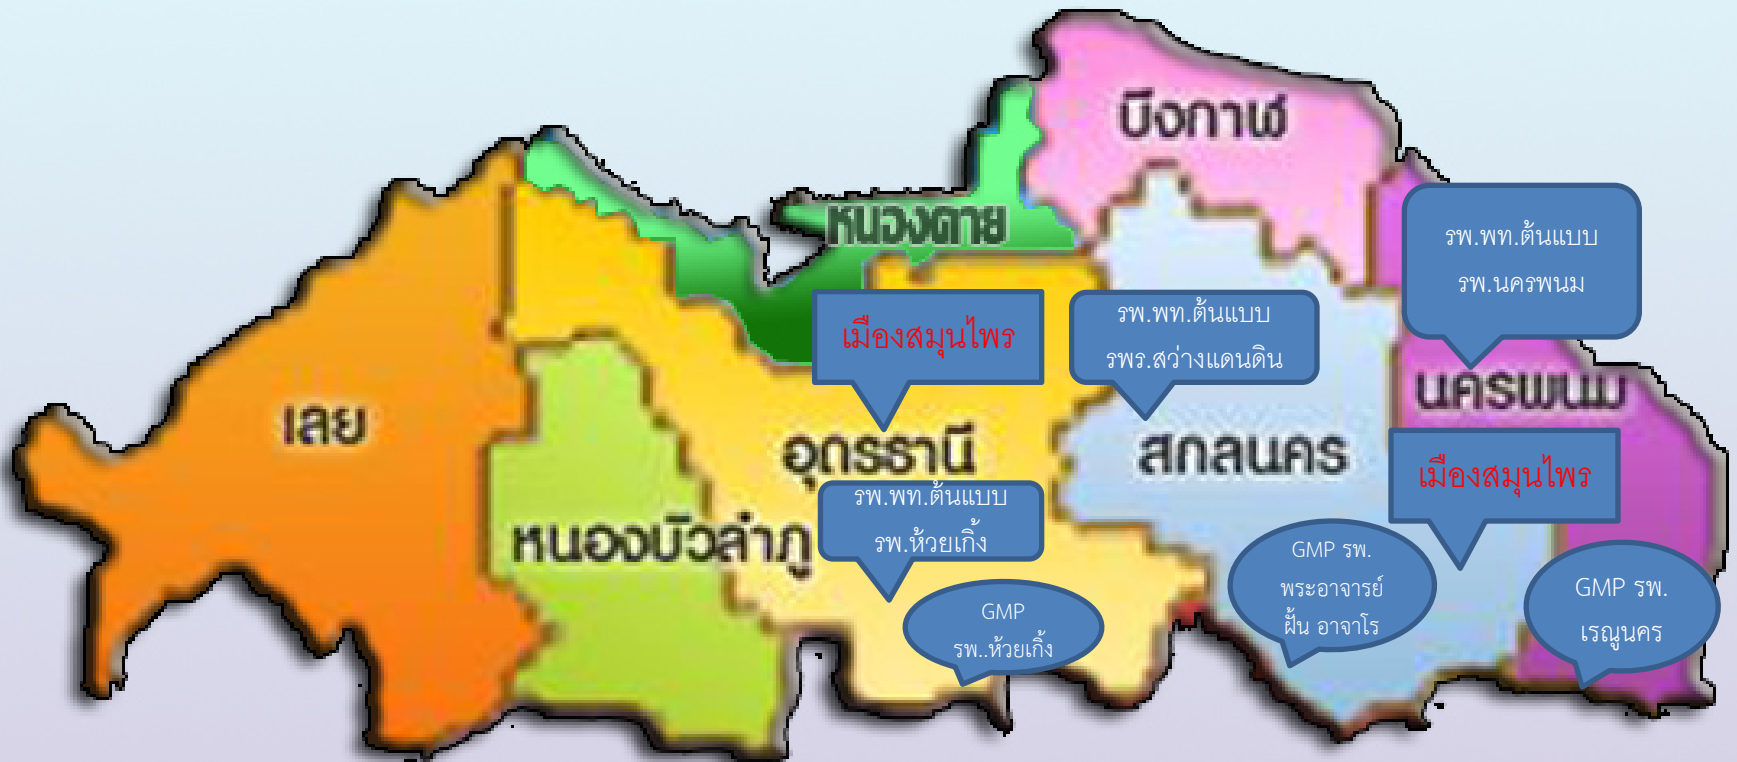 บึงกาฬ
หนองคาย
รพ.พท.ต้นแบบ
รพ.นครพนม
เมืองสมุนไพร
รพ.พท.ต้นแบบ
รพร.สว่างแดนดิน
นครพนม
เลย
อุดรธานี
สกลนคร
เมืองสมุนไพร
รพ.พท.ต้นแบบ
รพ.ห้วยเกิ้ง
หนองบัวลำภู
GMP รพ.
พระอาจารย์
ฝั้น อาจาโร
GMP รพ.
เรณูนคร
GMP
รพ..ห้วยเกิ้ง